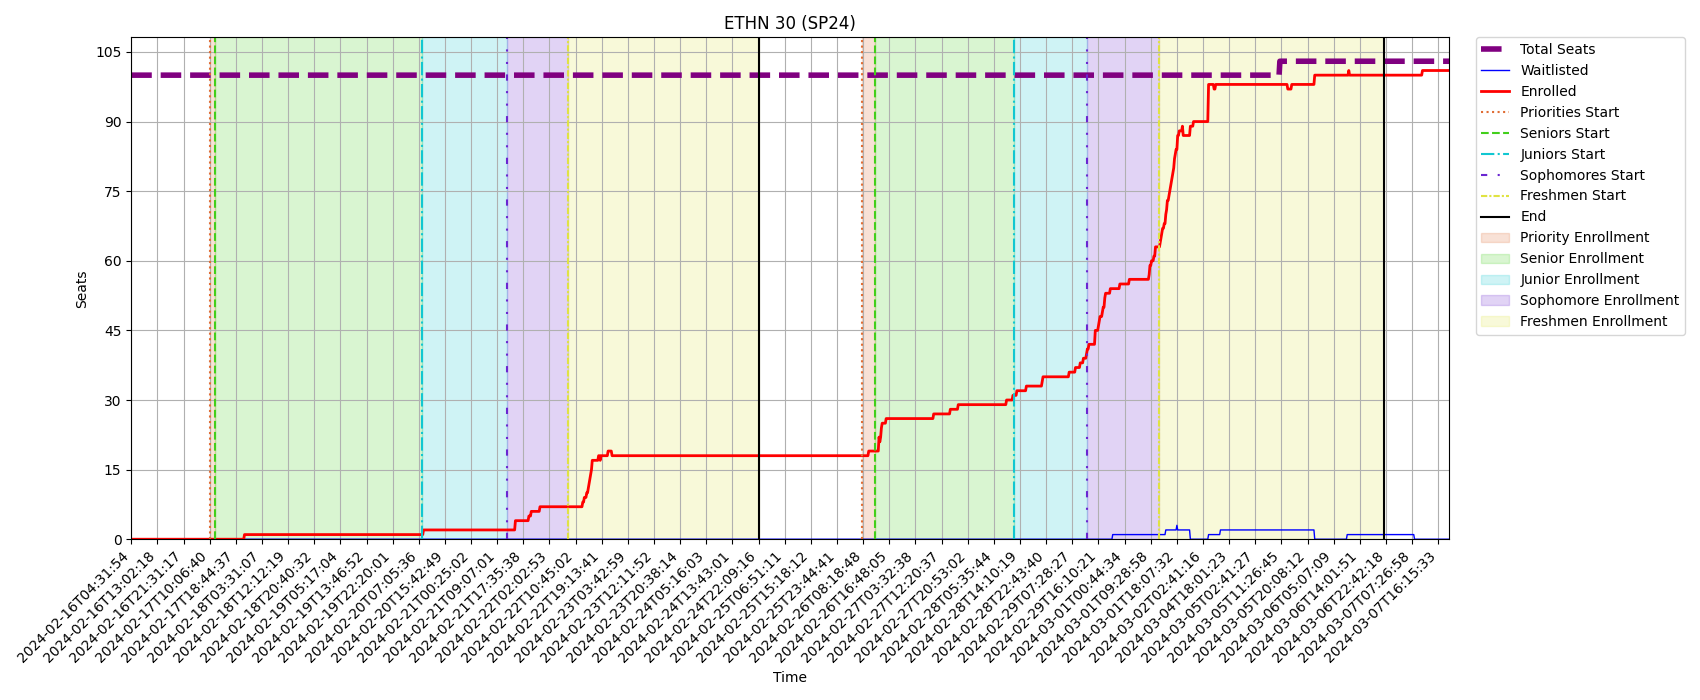 ETHN 30 (SP24)
105
90
75
60
45
30
15
0
Seats
2024-02-16T04:31:54
2024-02-16T13:02:18
2024-02-16T21:31:17
2024-02-17T10:06:40
2024-02-17T18:44:37
2024-02-18T03:31:07
2024-02-18T12:12:19
2024-02-18T20:40:32
2024-02-19T05:17:04
2024-02-19T13:46:52
2024-02-19T22:20:01
2024-02-20T07:05:36
2024-02-20T15:42:49
2024-02-21T00:25:02
2024-02-21T09:07:01
2024-02-21T17:35:38
2024-02-22T02:02:53
2024-02-22T10:45:02
2024-02-22T19:13:41
2024-02-23T03:42:59
2024-02-23T12:11:52
2024-02-23T20:38:14
2024-02-24T05:16:03
2024-02-24T13:43:01
2024-02-24T22:09:16
2024-02-25T06:51:11
2024-02-25T15:18:12
2024-02-25T23:44:41
2024-02-26T08:18:48
2024-02-26T16:48:05
2024-02-27T03:32:38
2024-02-27T12:20:37
2024-02-27T20:53:02
2024-02-28T05:35:44
2024-02-28T14:10:19
2024-02-28T22:43:40
2024-02-29T07:28:27
2024-02-29T16:10:21
2024-03-01T00:44:34
2024-03-01T09:28:58
2024-03-01T18:07:32
2024-03-02T02:41:16
2024-03-04T18:01:23
2024-03-05T02:41:27
2024-03-05T11:26:45
2024-03-05T20:08:12
2024-03-06T05:07:09
2024-03-06T14:01:51
2024-03-06T22:42:18
2024-03-07T07:26:58
2024-03-07T16:15:33
Time
Total Seats
Waitlisted
Enrolled
Priorities Start
Seniors Start
Juniors Start
Sophomores Start
Freshmen Start
End
Priority Enrollment
Senior Enrollment
Junior Enrollment
Sophomore Enrollment
Freshmen Enrollment